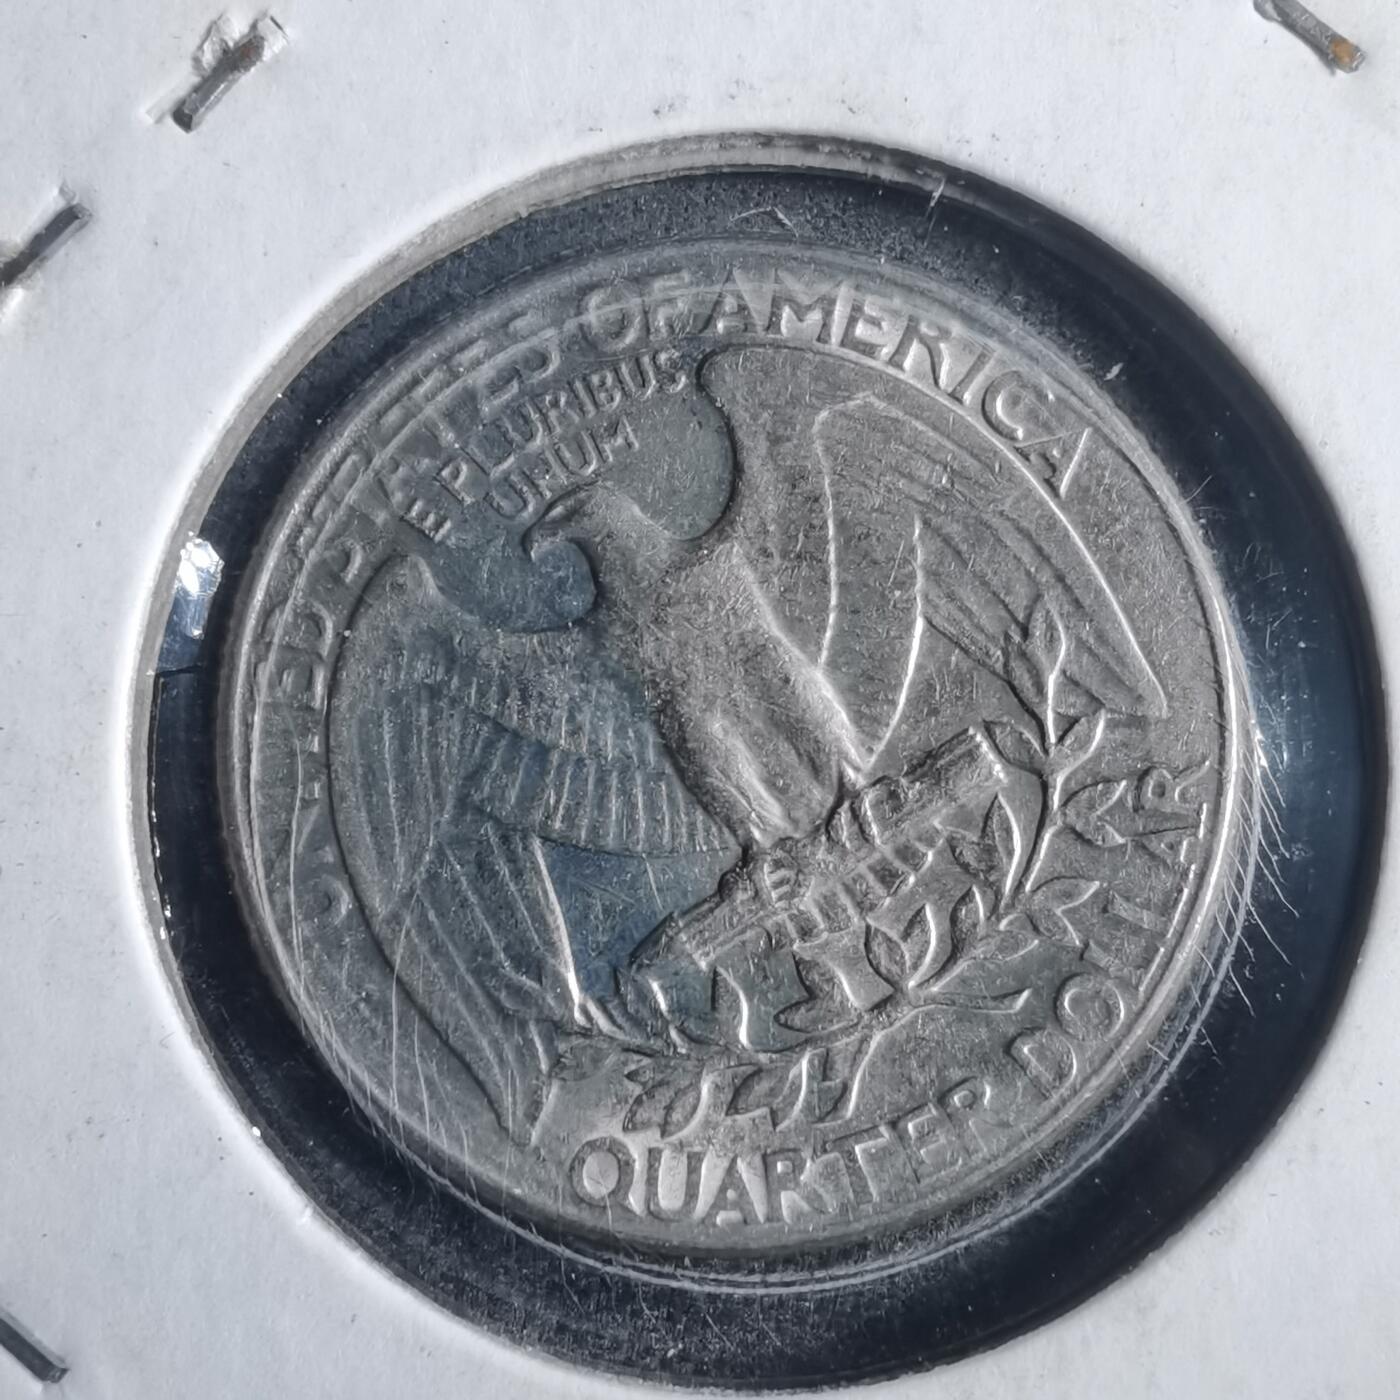 UNITED STATES OF AMERICA
E PLURIBUS
UNUM
QUARTER DOLLAR